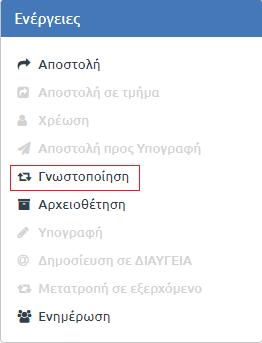 Ενέργειες
Αποστολή
Αποστολή σε τμήμα
Χρέωση
Αποστολή προς Υπογραφή
Γνωστοποίηση
Αρχειοθέτηση
Υπογραφή
Δημοσίευση σε ΔΙΑΥΓΕΙΑ
Μετατροπή σε εξερχόμενο
Ενημέρωση